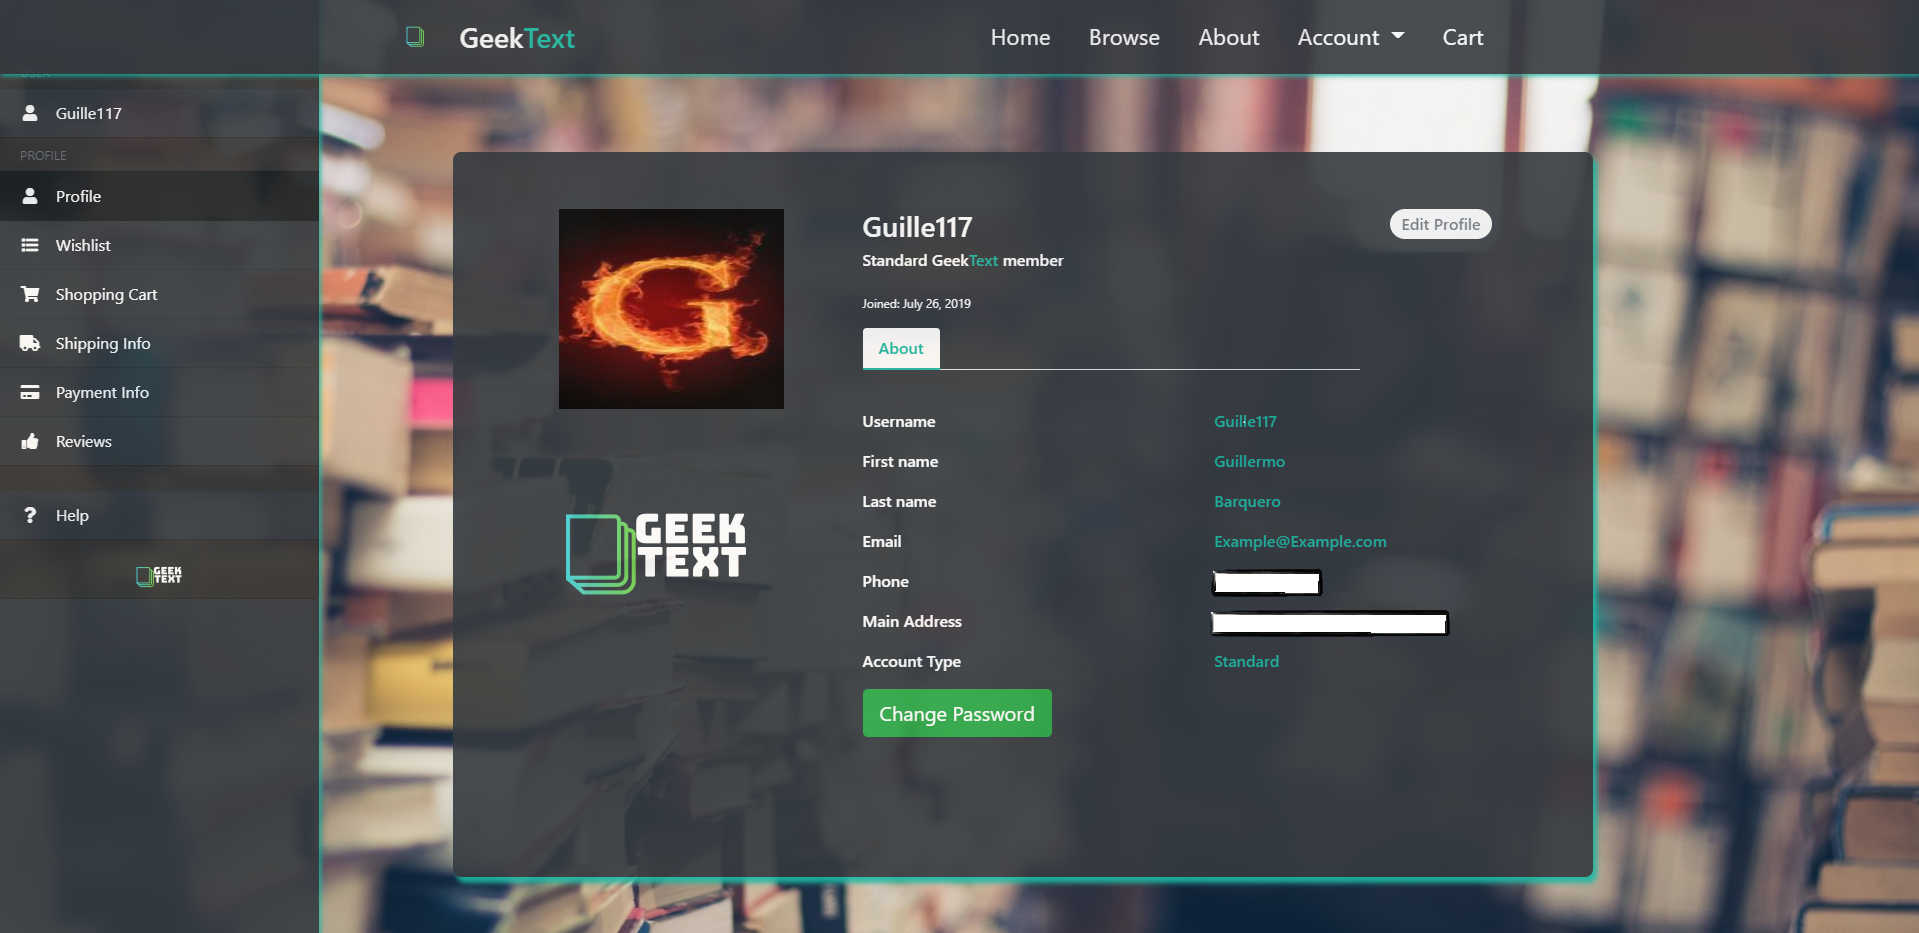 GeekText
Home Browse About Account Cart
USER
Guille117
PROFILE
Profile
Wishlist
Shopping Cart
Shipping Info
Payment Info
Reviews
Help
GEEK
TEXT
G
GEEK
TEXT
Guille117
Edit Profile
Standard GeekText member
Joined: July 26, 2019
About
Username Guille117
First name Guillermo
Last name Barquero
Email Example@Example.com
Phone
Main Address
Account Type Standard
Change Password